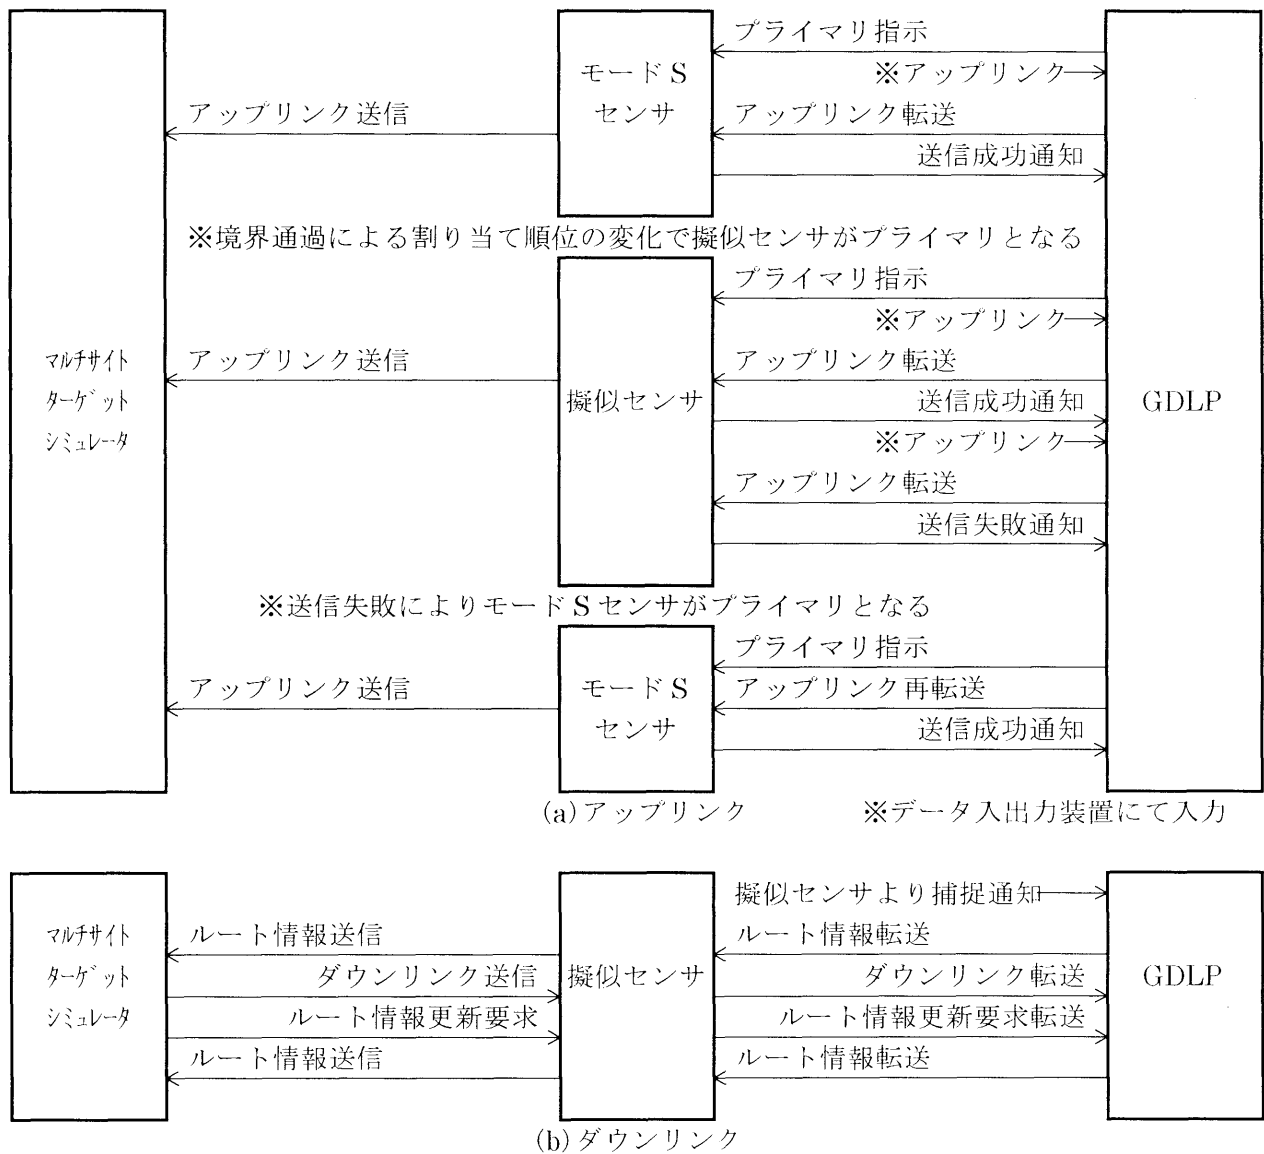 プライマリ指示
モードS
センサ
※アップリンク
アップリンク送信
アップリンク転送
送信成功通知
※境界通過による割り当て順位の変化で擬似センサがプライマリとなる
プライマリ指示
※アップリンク
マルチサイト
ターゲット
シミュレータ
アップリンク送信
擬似センサ
アップリンク転送
送信成功通知
GDLP
※アップリンク
アップリンク転送
送信失敗通知
※送信失敗によりモードSセンサがプライマリとなる
プライマリ指示
アップリンク送信
モードS
センサ
アップリンク再転送
送信成功通知
(a)アップリンク
※データ入出力装置にて入力
擬似センサより捕捉通知
マルチサイト
ターゲット
シミュレータ
ルート情報送信
ルート情報転送
ダウンリンク送信
擬似センサ
ダウンリンク転送
GDLP
ルート情報更新要求
ルート情報更新要求転送
ルート情報送信
ルート情報転送
(b)ダウンリンク